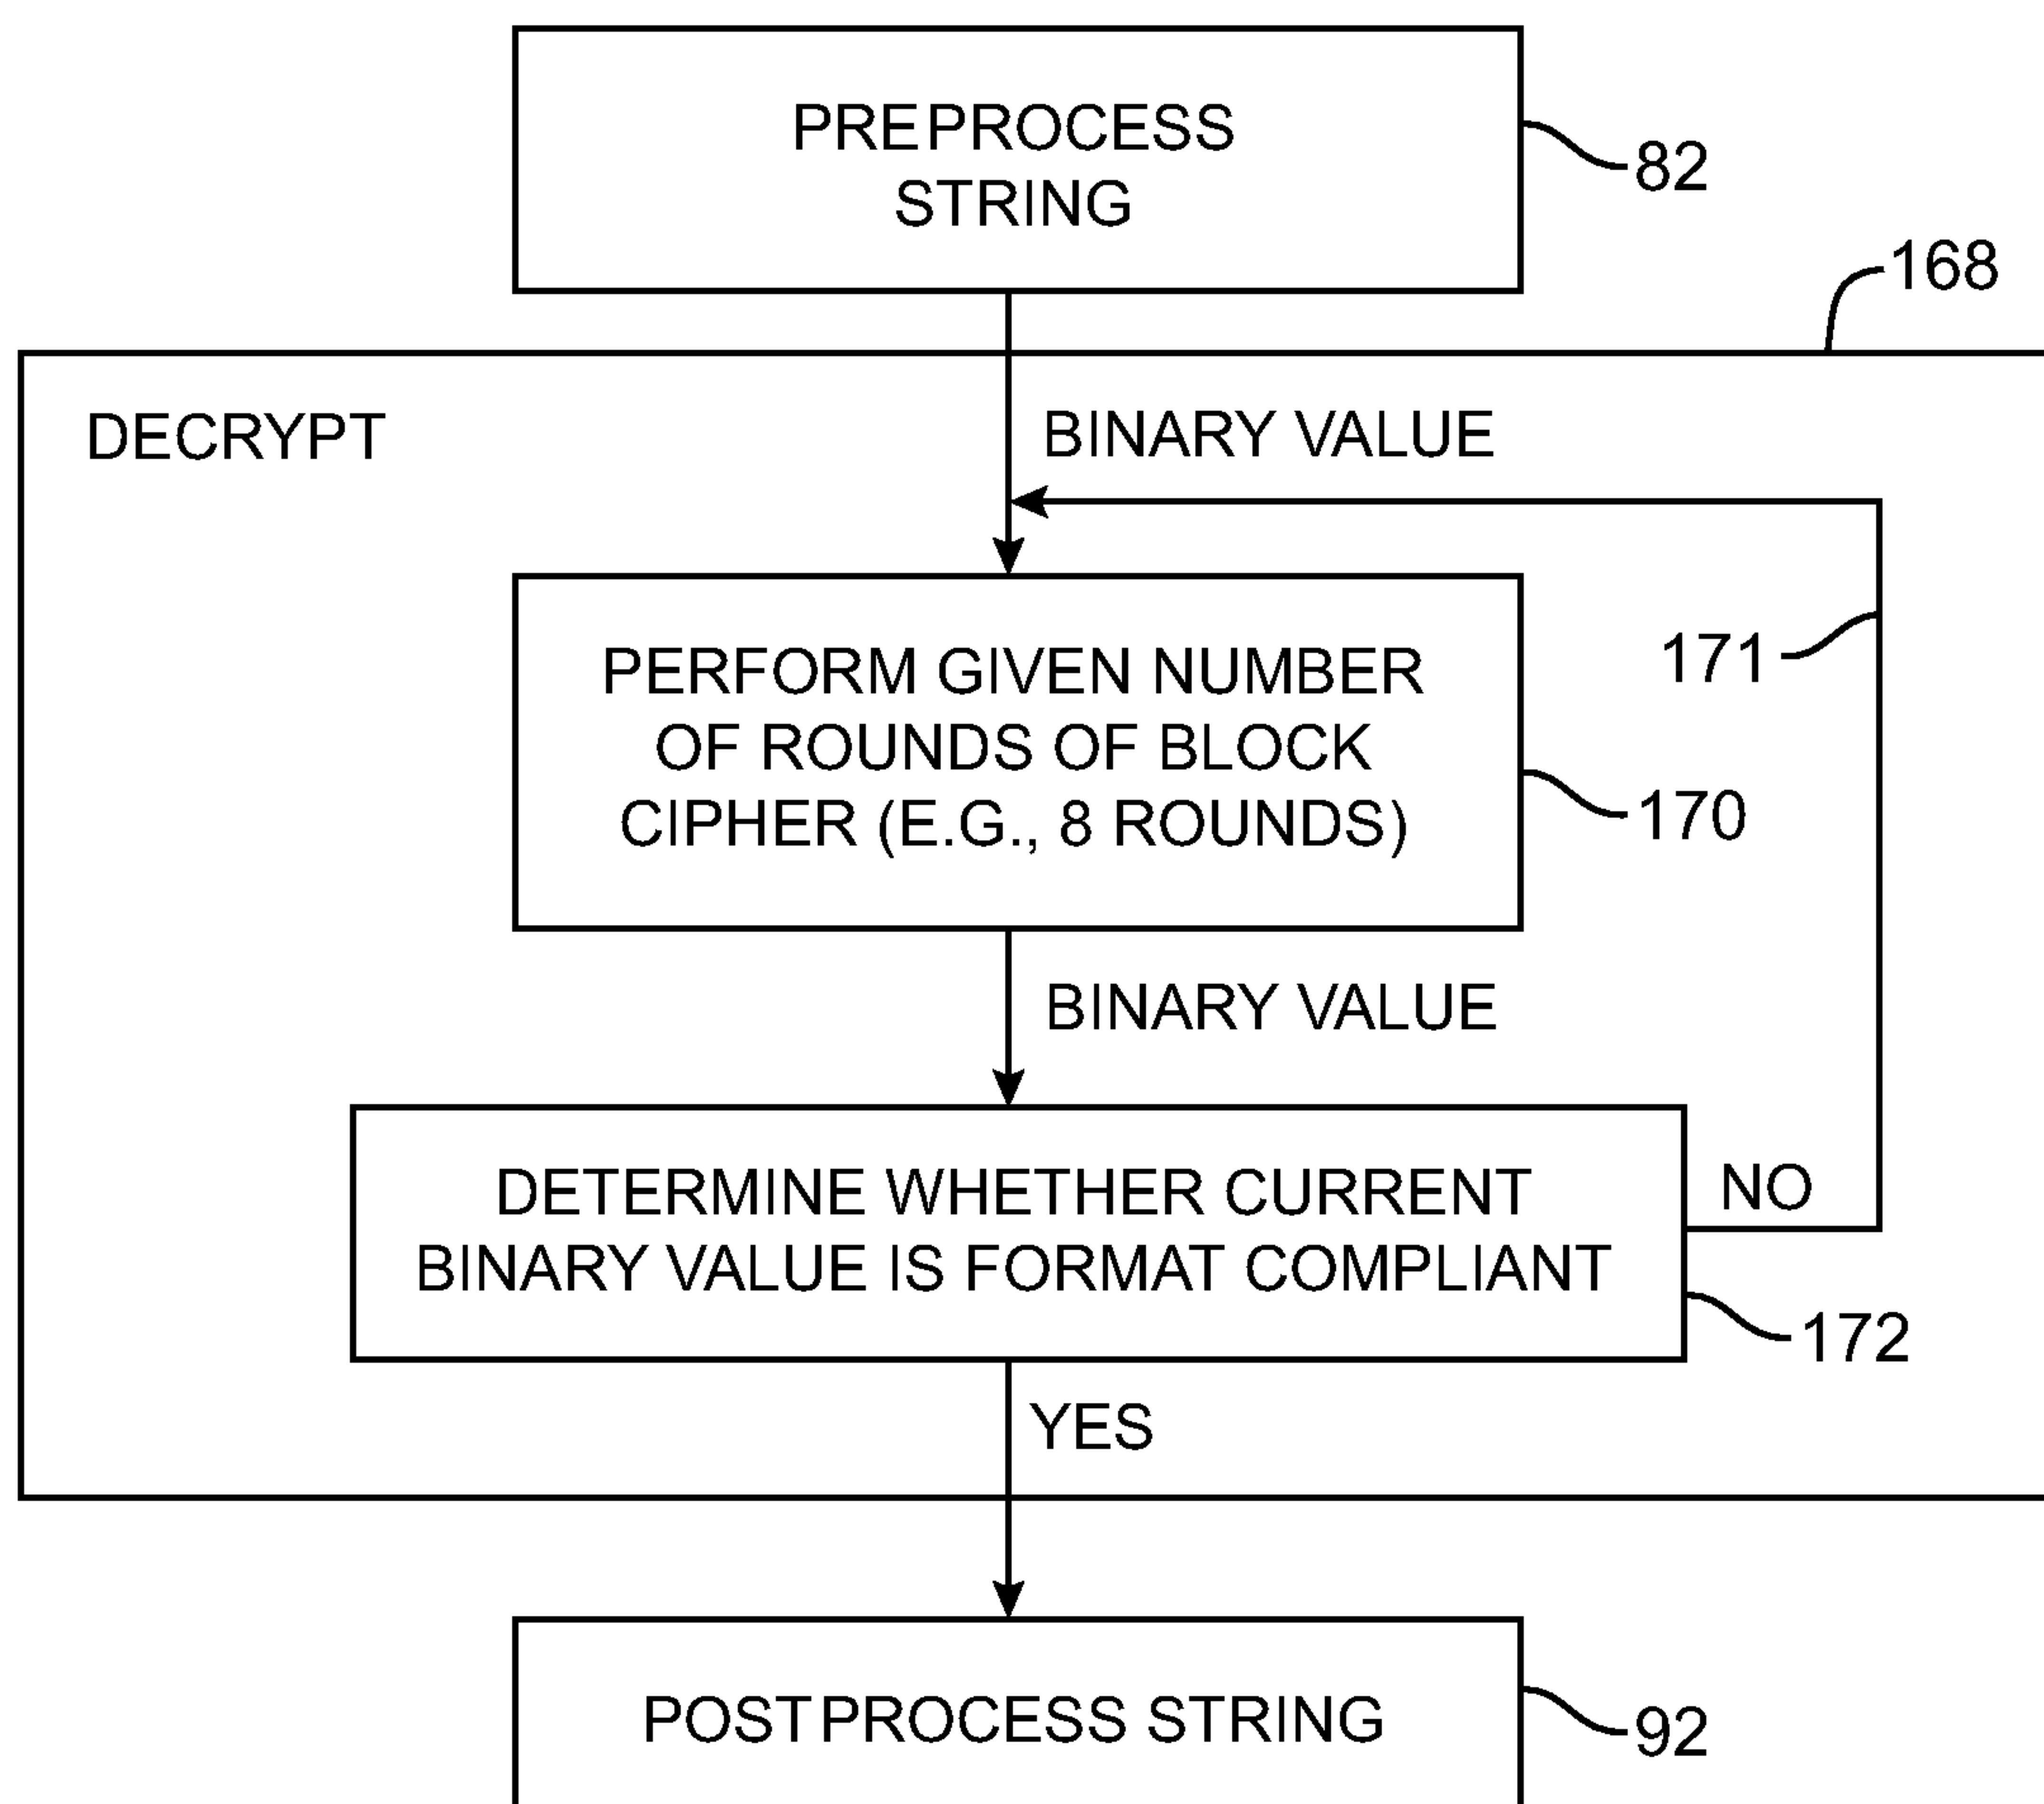 PREPROCESS
STRING
82
168
DECRYPT
BINARY VALUE
PERFORM GIVEN NUMBER
OF ROUNDS OF BLOCK
CIPHER (E.G., 8 ROUNDS)
171
170
BINARY VALUE
DETERMINE WHETHER CURRENT
BINARY VALUE IS FORMAT COMPLIANT
NO
172
YES
POSTPROCESS STRING
92